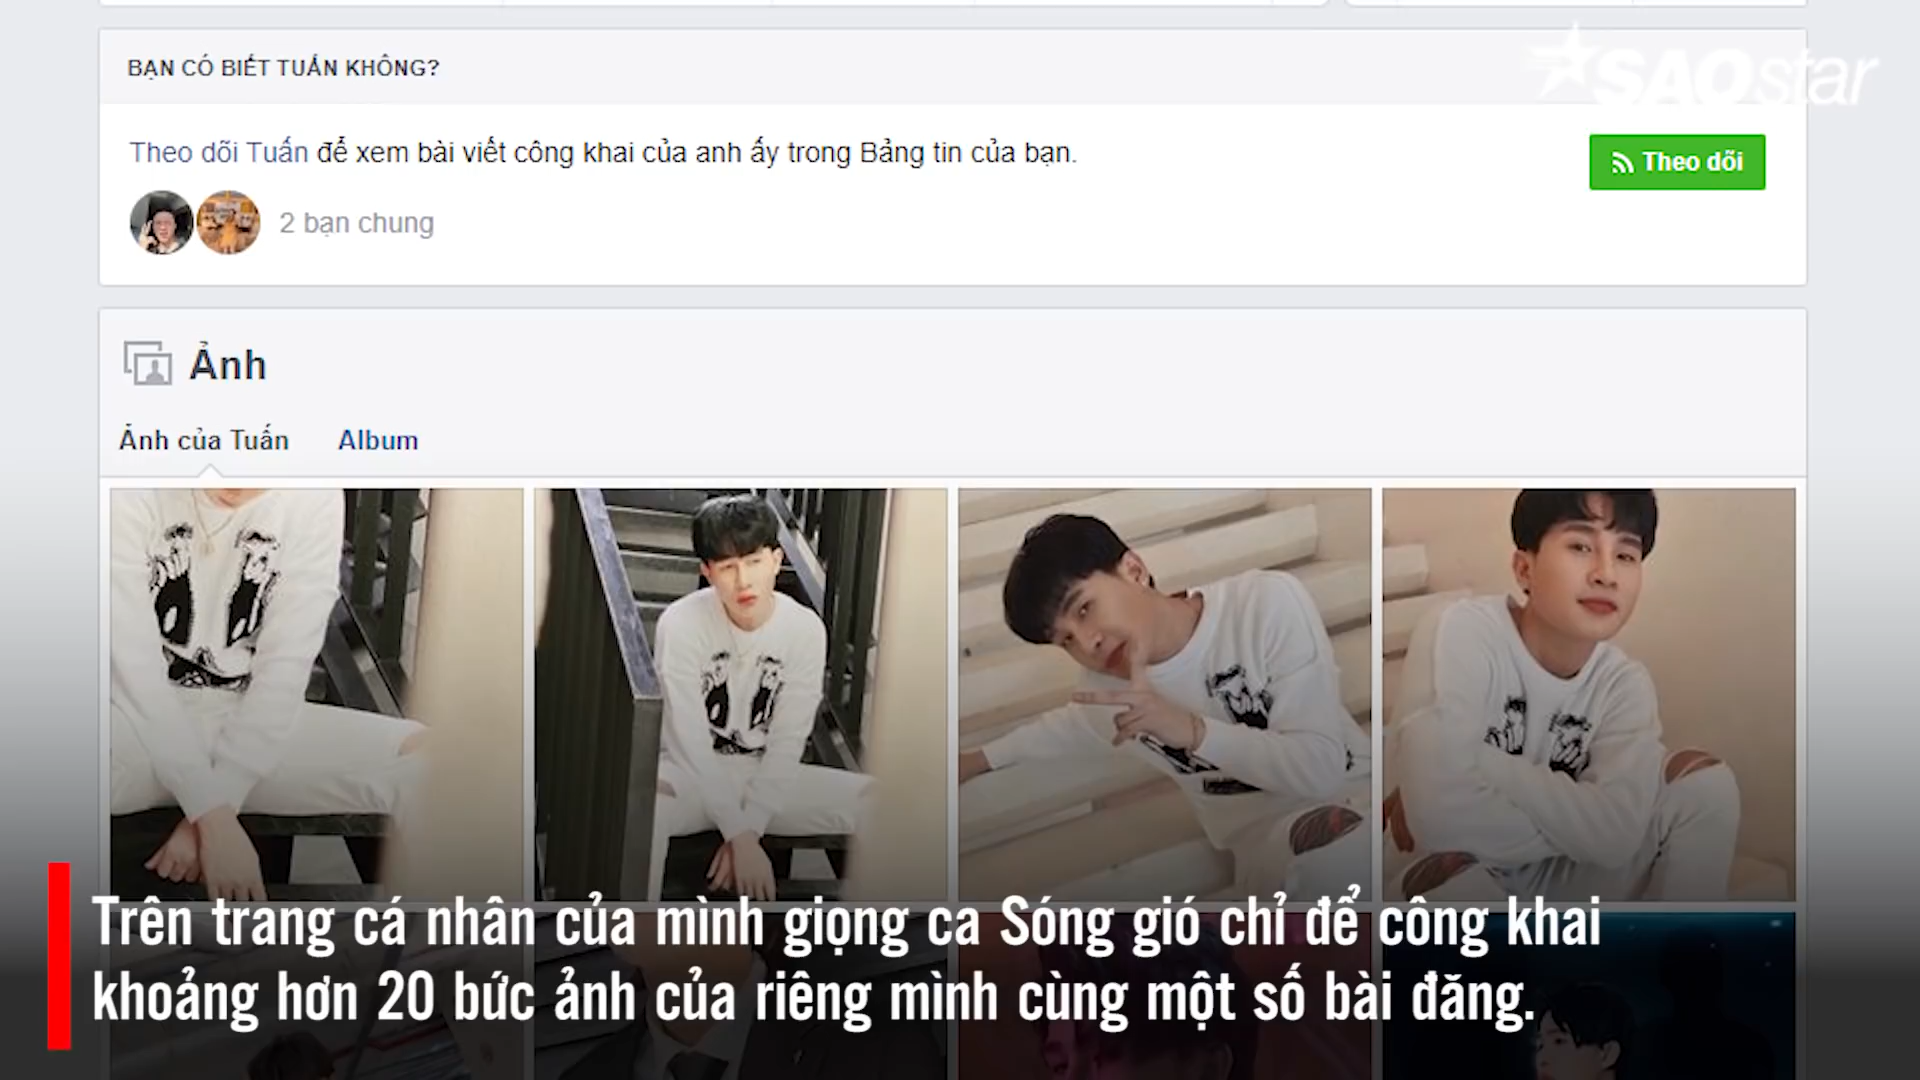 SAOstar
BẠN CÓ BIẾT TUẤN KHÔNG?
Theo dõi Tuấn để xem bài viết công khai của anh ấy trong Bảng tin của bạn.
Theo dõi
2 bạn chung
Ảnh
Ảnh của Tuấn Album
Trên trang cá nhân của mình giọng ca Sóng gió chỉ để công khai
khoảng hơn 20 bức ảnh của riêng mình cùng một số bài đăng.